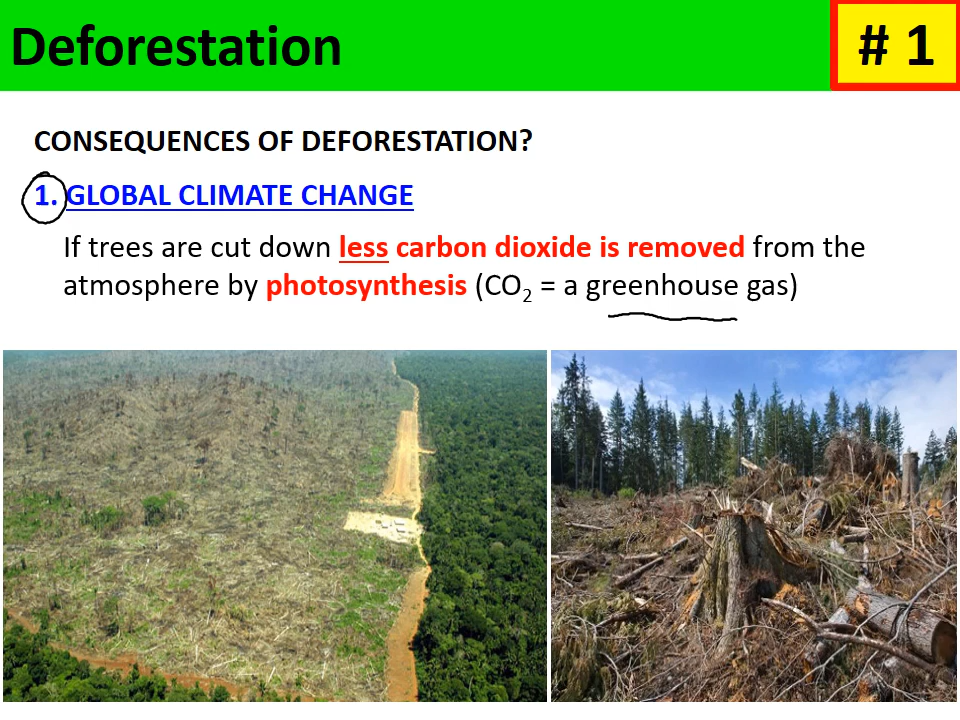 Deforestation
# 1
CONSEQUENCES OF DEFORESTATION?
1. GLOBAL CLIMATE CHANGE
If trees are cut down less carbon dioxide is removed from the
atmosphere by photosynthesis (CO₂ = a greenhouse gas)